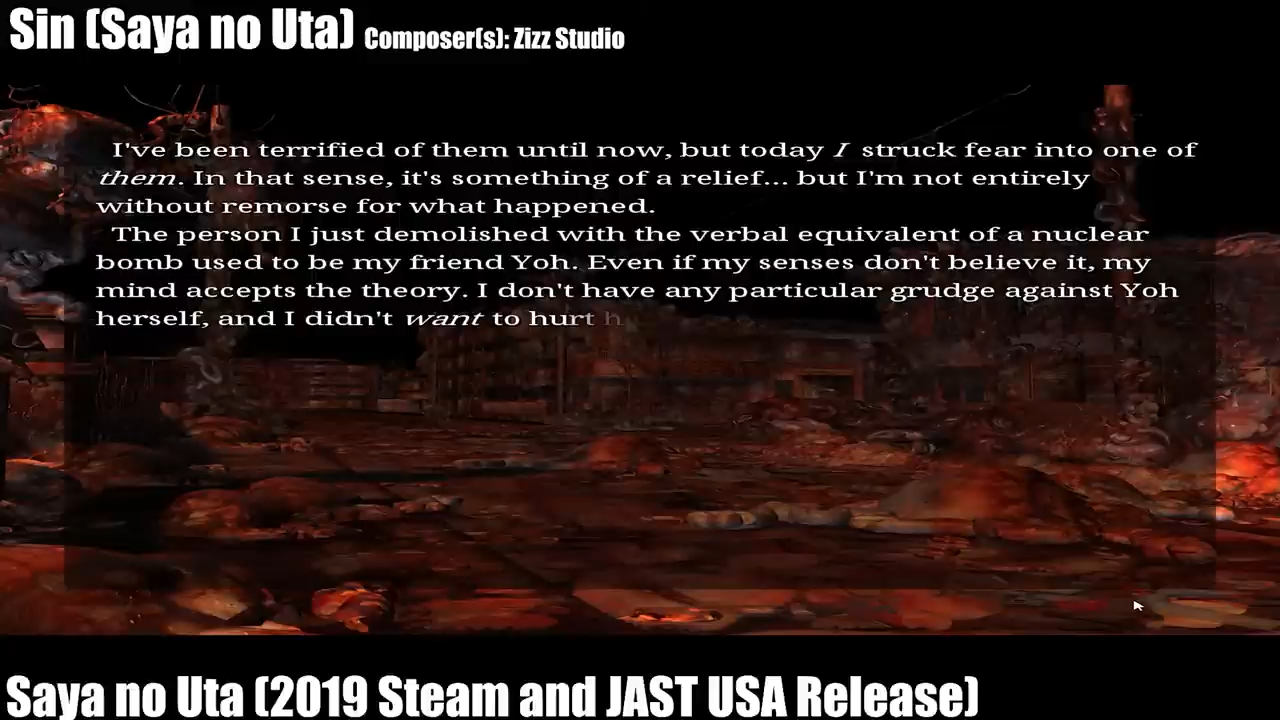 Sin (Saya no Uta) Composer(s): Zizz Studio
I've been terrified of them until now, but today I struck fear into one of
them. In that sense, it's something of a relief... but I'm not entirely
without remorse for what happened.
The person I just demolished with the verbal equivalent of a nuclear
bomb used to be my friend Yoh. Even if my senses don't believe it, my
mind accepts the theory. I don't have any particular grudge against Yoh
herself, and I didn't want to hurt h
Saya no Uta (2019 Steam and JAST USA Release)